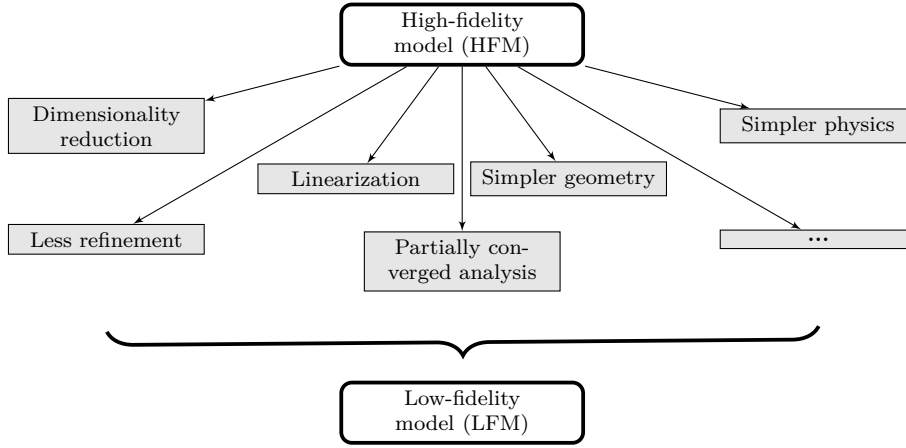 High-fidelity
model (HFM)
Dimensionality
reduction
Simpler physics
Linearization
Simpler geometry
Less refinement
Partially con-
verged analysis
...
Low-fidelity
model (LFM)